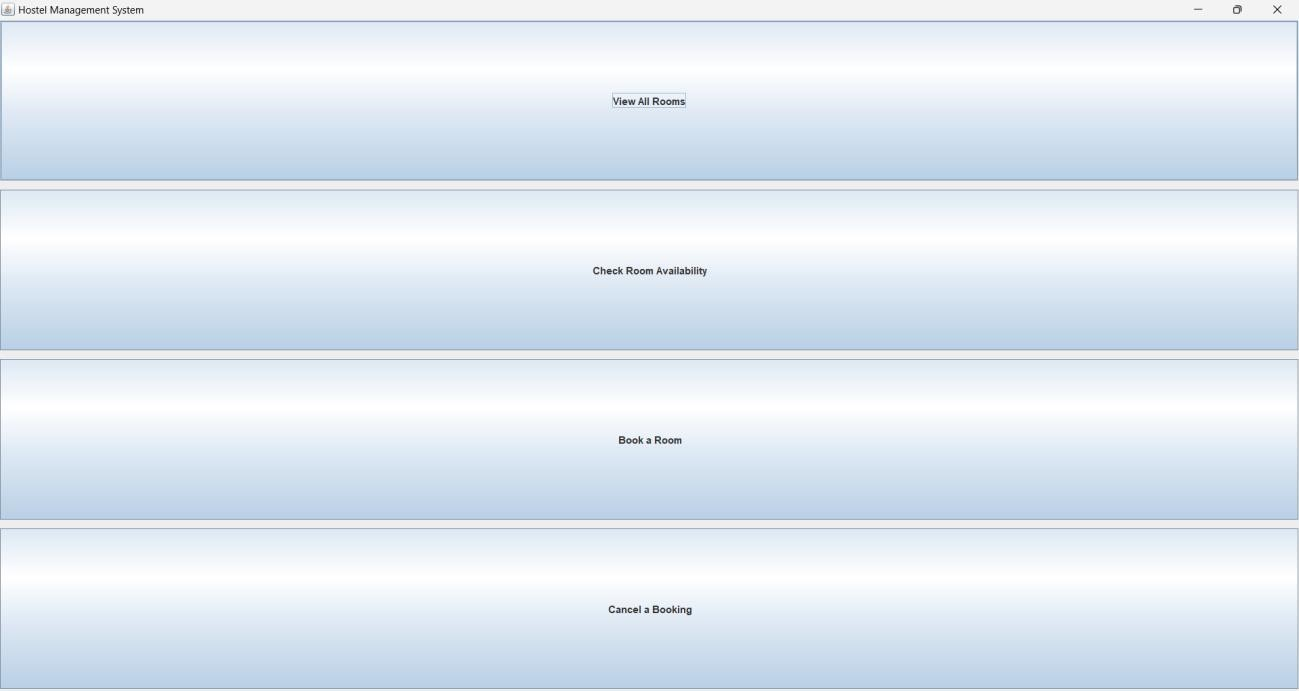 Hostel Management System
View All Rooms
Check Room Availability
Book a Room
Cancel a Booking